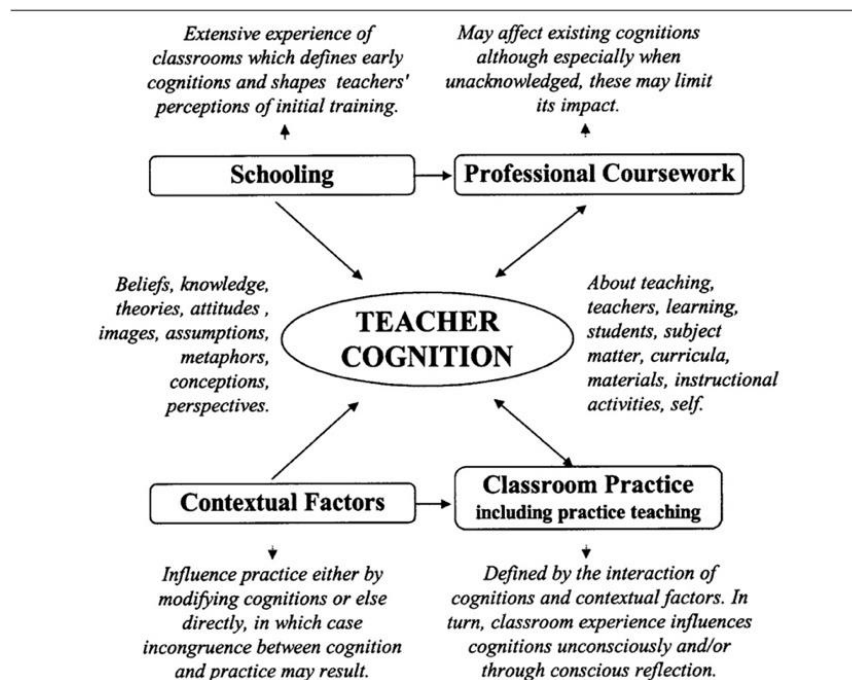 Extensive experience of
classrooms which defines early
cognitions and shapes teachers'
perceptions of initial training.
May affect existing cognitions
although especially when
unacknowledged, these may limit
its impact.
Schooling
Professional Coursework
Beliefs, knowledge,
theories, attitudes ,
images, assumptions,
metaphors,
conceptions,
perspectives.
TEACHER
COGNITION
About teaching,
teachers, learning,
students, subject
matter, curricula,
materials, instructional
activities, self.
Contextual Factors
Classroom Practice
including practice teaching
Influence practice either by
modifying cognitions or else
directly, in which case
incongruence between cognition
and practice may result.
Defined by the interaction of
cognitions and contextual factors. In
turn, classroom experience influences
cognitions unconsciously and/or
through conscious reflection.